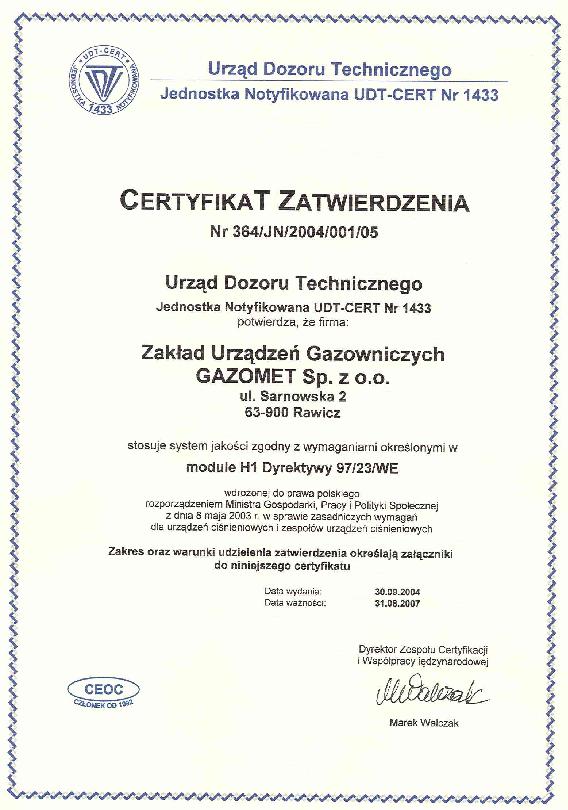 UDT-CERT
JEDNOSTKA NOTYFIKOWANA
1433
Urząd Dozoru Technicznego
Jednostka Notyfikowana UDT-CERT Nr 1433
CERTYFIKAT ZATWIERDZENIA
Nr 364/JN/2004/001/05
Urząd Dozoru Technicznego
Jednostka Notyfikowana UDT-CERT Nr 1433
potwierdza, że firma:
Zakład Urządzeń Gazowniczych
GAZOMET Sp. z o.o.
ul. Sarnowska 2
63-900 Rawicz
stosuje system jakości zgodny z wymaganiami określonymi w
module H1 Dyrektywy 97/23/WE
wdrożonej do prawa polskiego
rozporządzeniem Ministra Gospodarki, Pracy i Polityki Społecznej
z dnia 8 maja 2003 r. w sprawie zasadniczych wymagań
dla urządzeń ciśnieniowych i zespołów urządzeń ciśnieniowych
Zakres oraz warunki udzielenia zatwierdzenia określają załączniki
do niniejszego certyfikatu
Data wydania: 30.09.2004
Data ważności: 31.08.2007
Dyrektor Zespołu Certyfikacji
i Współpracy iędzynarodowej
MWalczak
Marek Walczak
CEOC
CZŁONEK OD 1992